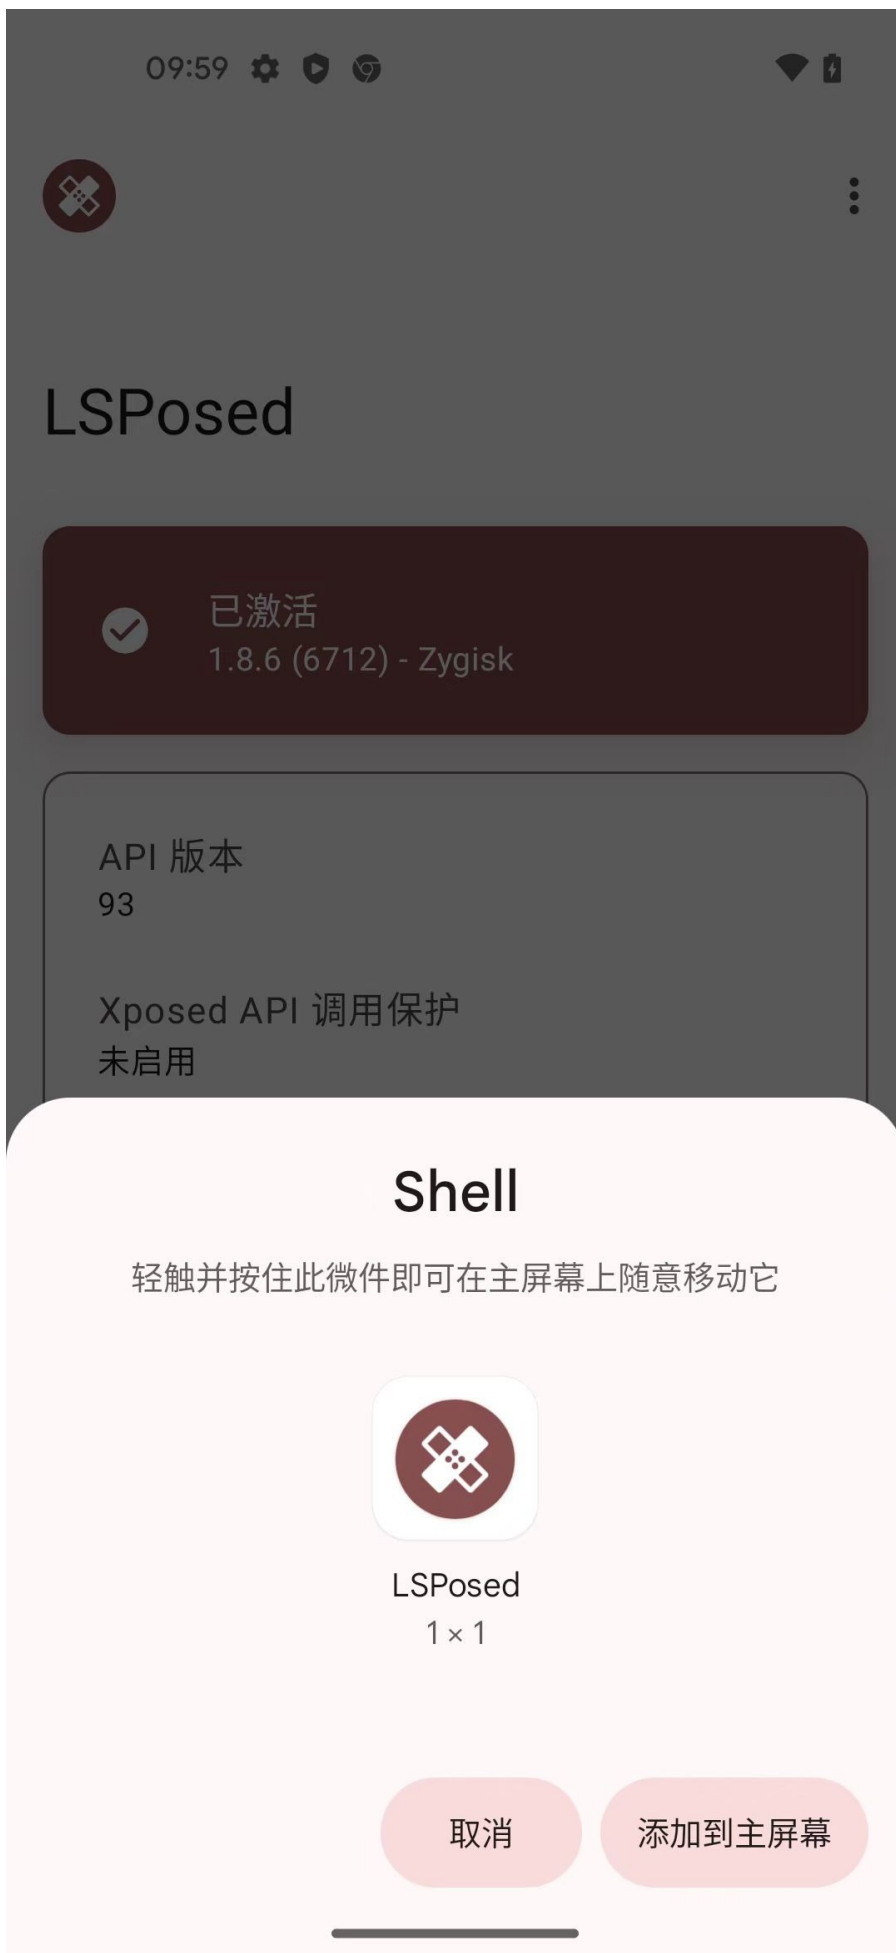 09:59
LSPosed
已激活
1.8.6 (6712) - Zygisk
API 版本
93
Xposed API 调用保护
未启用
Shell
轻触并按住此微件即可在主屏幕上随意移动它
LSPosed
1 × 1
取消
添加到主屏幕